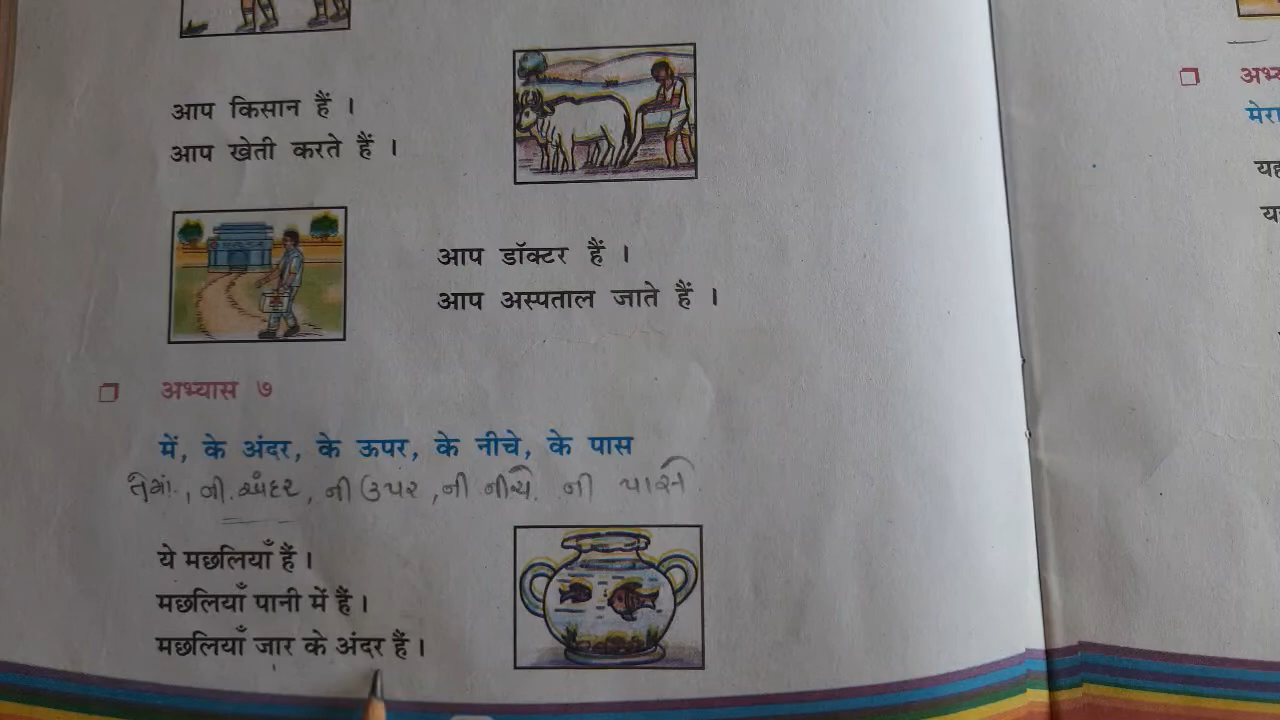 आप किसान हैं ।
आप खेती करते हैं ।
आप डॉक्टर हैं ।
आप अस्पताल जाते हैं ।
अभ्यास ७
में, के अंदर, के ऊपर, के नीचे, के पास
તેમાં, ની અંદર, ની ઉપર, ની નીચે ની પાસે
ये मछलियाँ हैं ।
मछलियाँ पानी में हैं ।
मछलियाँ जार के अंदर हैं ।
मेरा